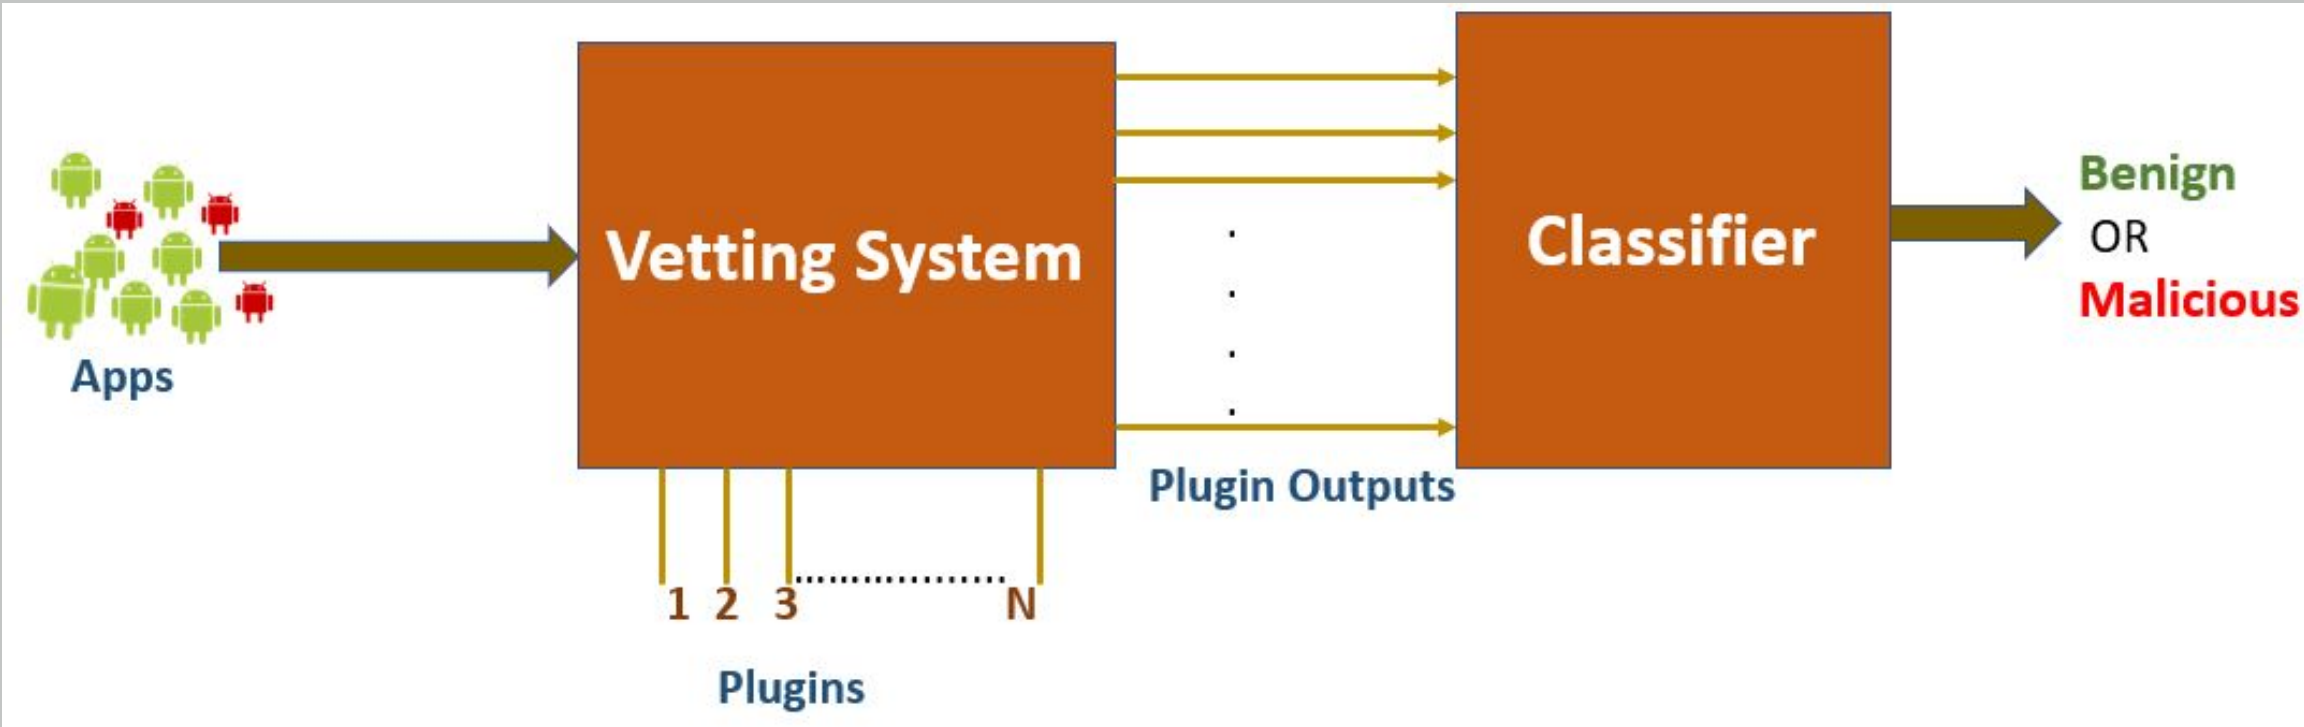 Apps
Vetting System
1 2 3....................N
Plugins
Plugin Outputs
Classifier
Benign
OR
Malicious